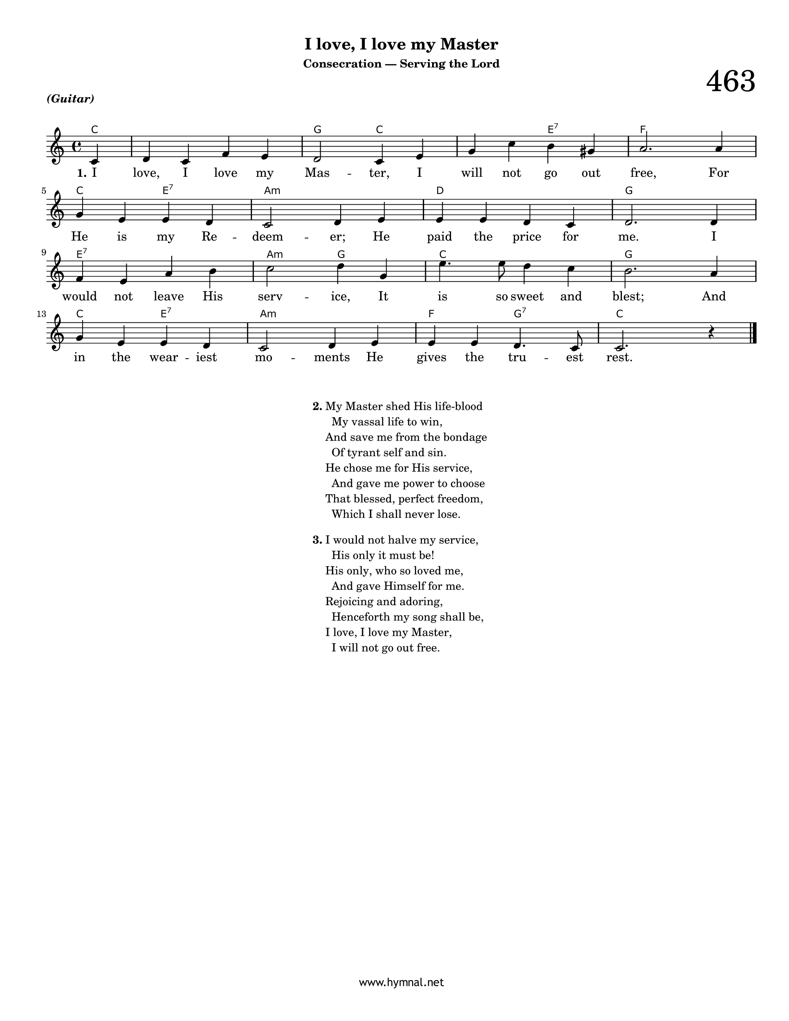 I love, I love my Master
Consecration — Serving the Lord
463
(Guitar)
C G C E7 F
1. I love, I love my Mas - ter, I will not go out free, For
5 C E7 Am D G
He is my Re - deem - er; He paid the price for me. I
9 E7 Am G C G
would not leave His serv - ice, It is so sweet and blest; And
13 C E7 Am F G7 C
in the wear - iest mo - ments He gives the tru - est rest.
2. My Master shed His life-blood
My vassal life to win,
And save me from the bondage
Of tyrant self and sin.
He chose me for His service,
And gave me power to choose
That blessed, perfect freedom,
Which I shall never lose.
3. I would not halve my service,
His only it must be!
His only, who so loved me,
And gave Himself for me.
Rejoicing and adoring,
Henceforth my song shall be,
I love, I love my Master,
I will not go out free.
www.hymnal.net